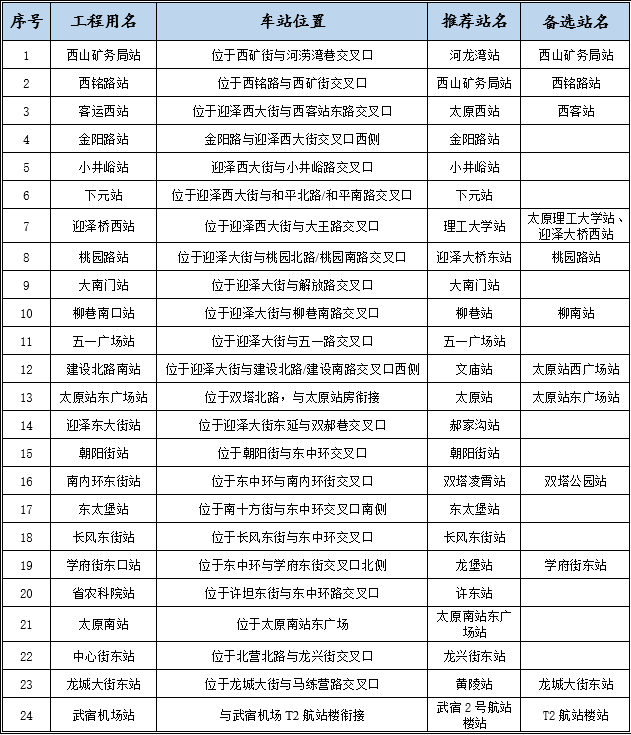 序号 工程用名 车站位置 推荐站名 备选站名
1 西山矿务局站 位于西矿街与河涝湾巷交叉口 河龙湾站 西山矿务局站
2 西铭路站 位于西铭路与西矿街交叉口 西山矿务局站 西铭路站
3 客运西站 位于迎泽西大街与西客站东路交叉口 太原西站 西客站
4 金阳路站 金阳路与迎泽西大街交叉口西侧 金阳路站
5 小井峪站 迎泽西大街与小井峪路交叉口 小井峪站
6 下元站 位于迎泽西大街与和平北路/和平南路交叉口 下元站
7 迎泽桥西站 位于迎泽西大街与大王路交叉口 理工大学站 太原理工大学站、
迎泽大桥西站
8 桃园路站 位于迎泽大街与桃园北路/桃园南路交叉口 迎泽大桥东站 桃园路站
9 大南门站 位于迎泽大街与解放路交叉口 大南门站
10 柳巷南口站 位于迎泽大街与柳巷南路交叉口 柳巷站 柳南站
11 五一广场站 位于迎泽大街与五一路交叉口 五一广场站
12 建设北路南站 位于迎泽大街与建设北路/建设南路交叉口西侧 文庙站 太原站西广场站
13 太原站东广场站 位于双塔北路，与太原站房衔接 太原站 太原站东广场站
14 迎泽东大街站 位于迎泽大街东延与双郝巷交叉口 郝家沟站
15 朝阳街站 位于朝阳街与东中环交叉口 朝阳街站
16 南内环东街站 位于东中环与南内环街交叉口 双塔凌霄站 双塔公园站
17 东太堡站 位于南十方街与东中环交叉口南侧 东太堡站
18 长风东街站 位于长风东街与东中环交叉口 长风东街站
19 学府街东口站 位于东中环与学府东街交叉口北侧 龙堡站 学府街东站
20 省农科院站 位于许坦东街与东中环路交叉口 许东站
21 太原南站 位于太原南站东广场 太原南站东广
场站
22 中心街东站 位于北营北路与龙兴街交叉口 龙兴街东站
23 龙城大街东站 位于龙城大街与马练营路交叉口 黄陵站 龙城大街东站
24 武宿机场站 与武宿机场T2航站楼衔接 武宿2号航站
楼站 T2航站楼站